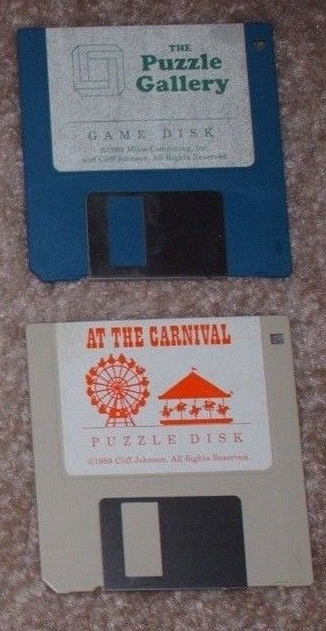 THE
Puzzle
Gallery
GAME DISK
Miles Computing, Inc.
and Cliff Johnson. All Rights Reserved.
AT THE CARNIVAL
PUZZLE DISK
©1989 Cliff Johnson. All Rights Reserved.